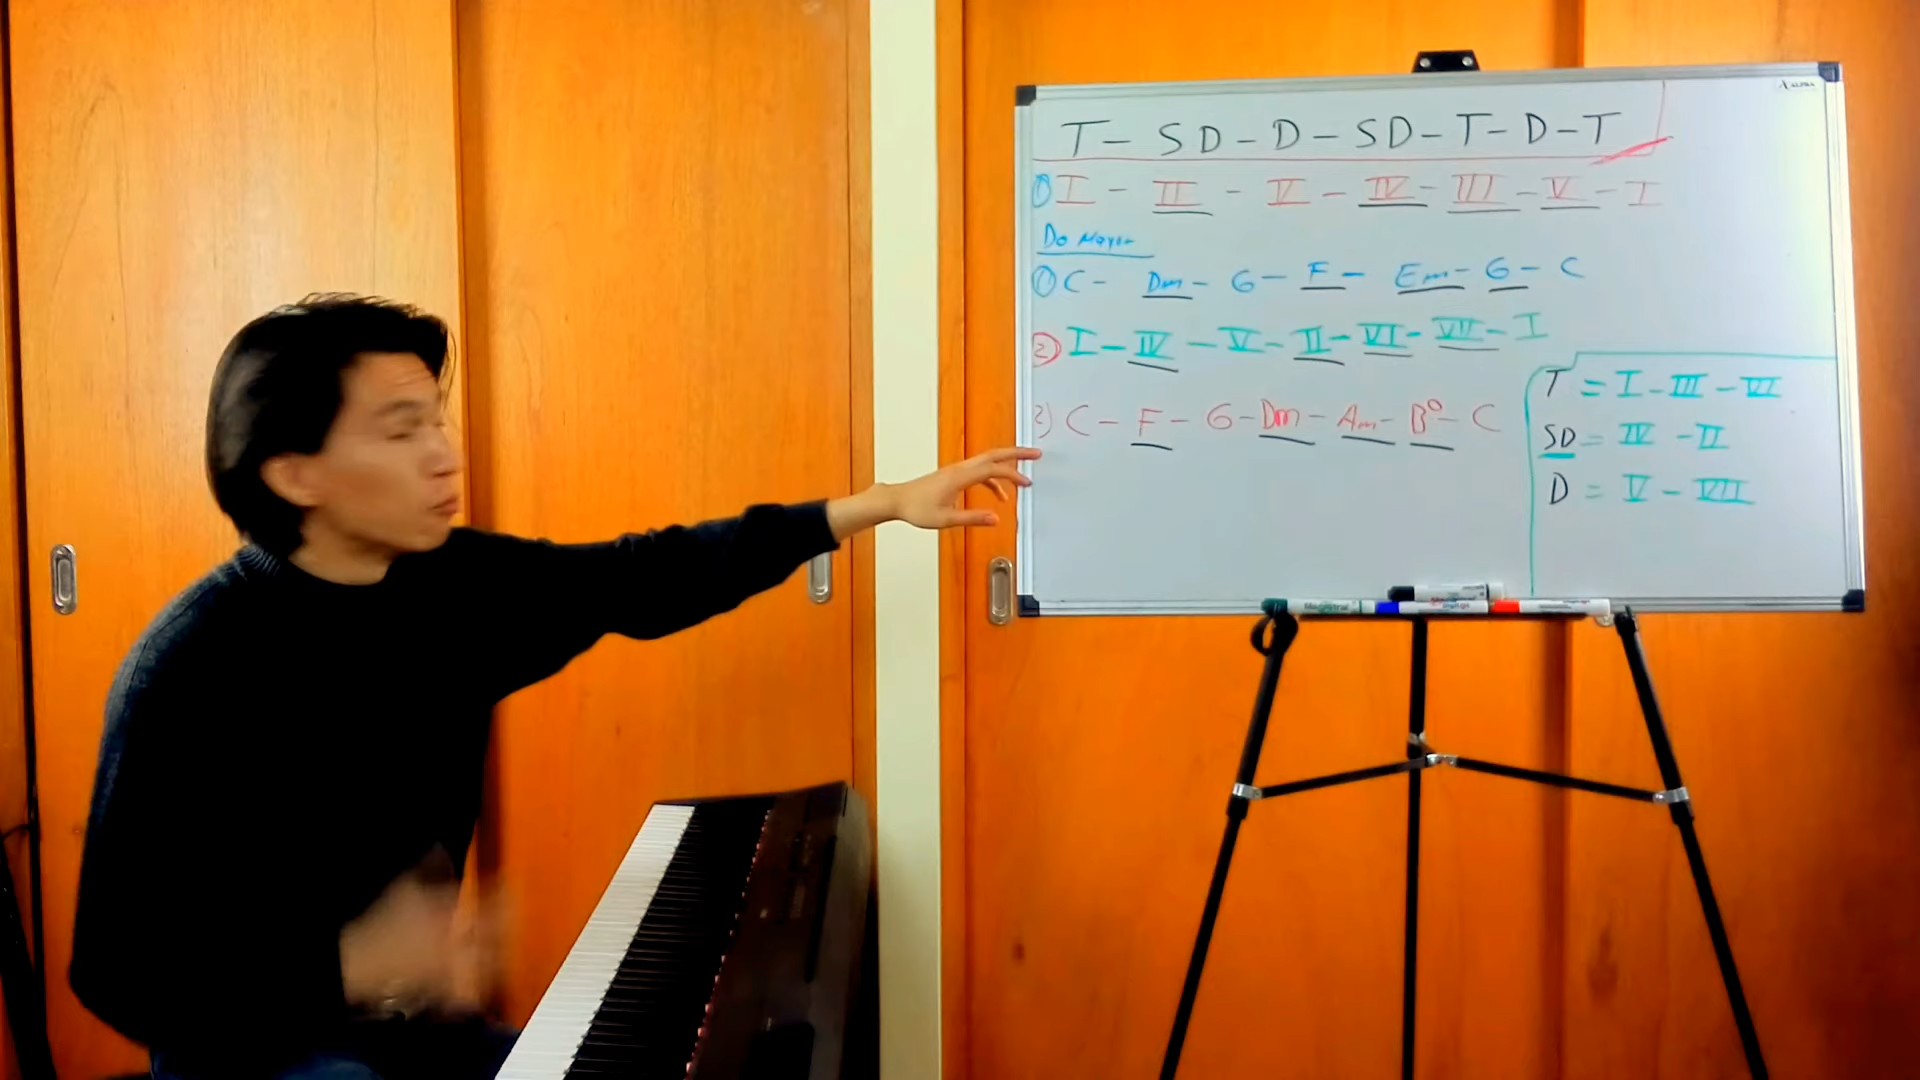 T - SD - D - SD - T - D - T
① I - II - V - IV - III - V - I
Do Mayor
① C - Dm - G - F - Em - G - C
② I - IV - V - II - VI - VII - I
2) C - F - G - Dm - Am - B° - C
T = I - III - VI
SD = IV - II
D = V - VII